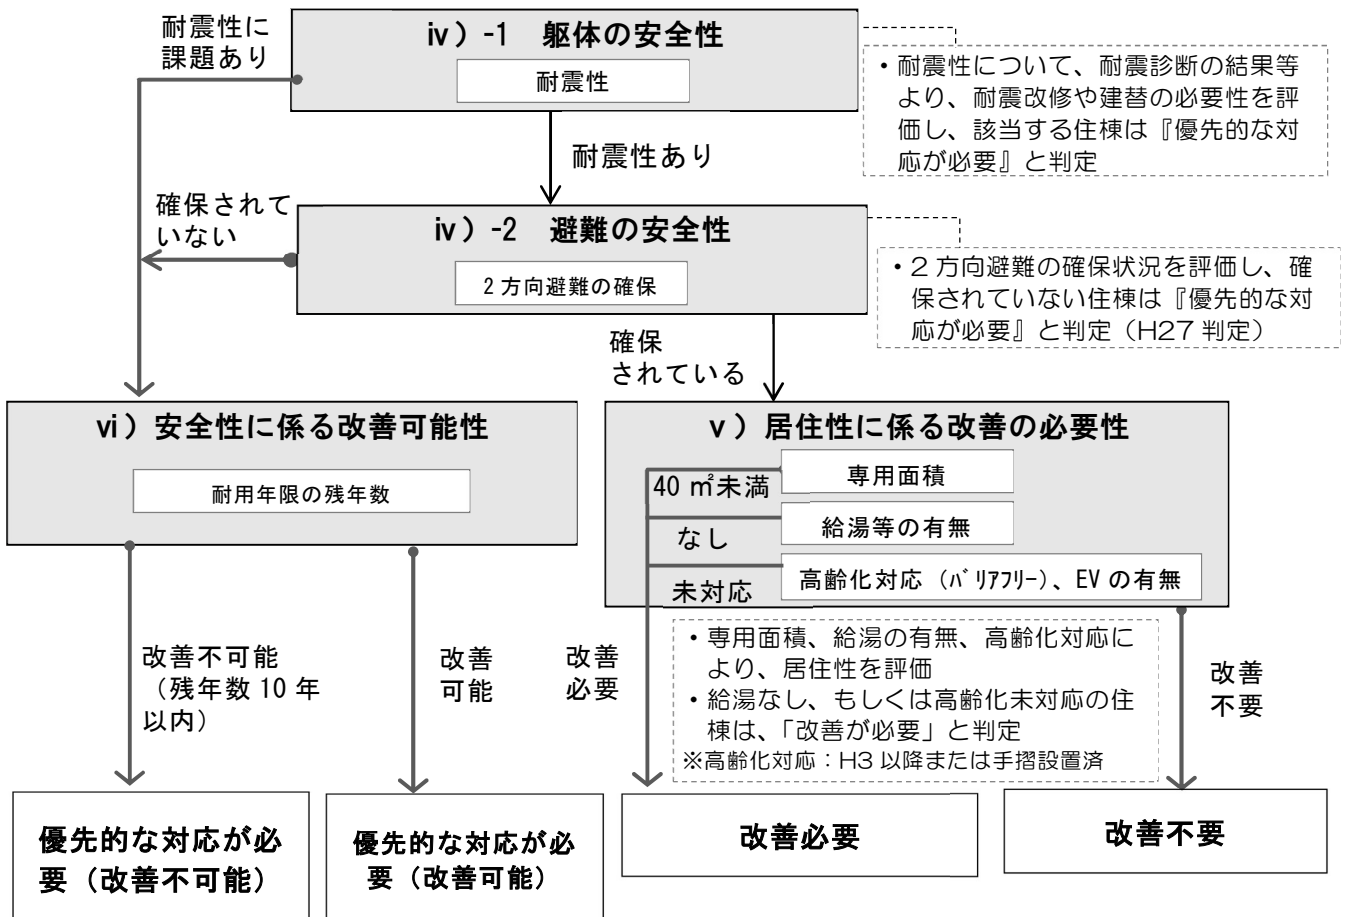 耐震性に
課題あり
iv）-1　躯体の安全性
耐震性
・耐震性について、耐震診断の結果等
より、耐震改修や建替の必要性を評
価し、該当する住棟は『優先的な対
応が必要』と判定
耐震性あり
確保されて
いない
iv）-2　避難の安全性
2 方向避難の確保
・2 方向避難の確保状況を評価し、確
保されていない住棟は『優先的な対
応が必要』と判定（H27 判定）
確保
されている
vi）安全性に係る改善可能性
耐用年限の残年数
v）居住性に係る改善の必要性
40 ㎡未満
専用面積
なし
給湯等の有無
未対応
高齢化対応（ﾊﾞﾘｱﾌﾘｰ）、EV の有無
改善不可能
（残年数 10 年
以内）
改善
可能
改善
必要
・専用面積、給湯の有無、高齢化対応に
より、居住性を評価
・給湯なし、もしくは高齢化未対応の住
棟は、「改善が必要」と判定
※高齢化対応：H3 以降または手摺設置済
改善
不要
優先的な対応が必
要（改善不可能）
優先的な対応が必
要（改善可能）
改善必要
改善不要